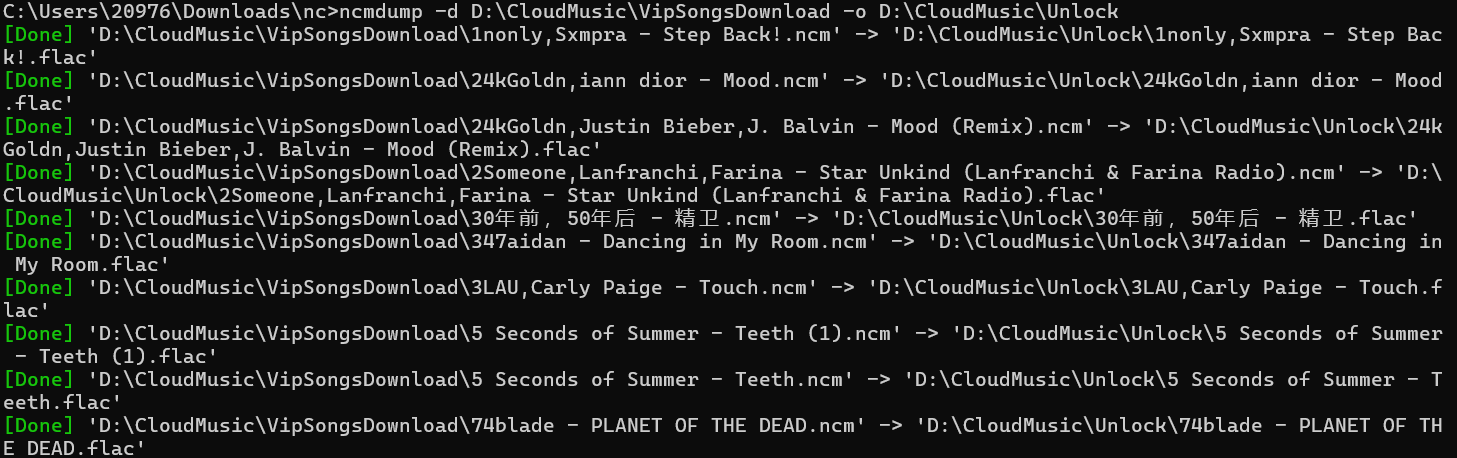 C:\Users\20976\Downloads\nc>ncmdump -d D:\CloudMusic\VipSongsDownload -o D:\CloudMusic\Unlock
[Done] 'D:\CloudMusic\VipSongsDownload\1nonly,Sxmpra - Step Back!.ncm' -> 'D:\CloudMusic\Unlock\1nonly,Sxmpra - Step Bac
k!.flac'
[Done] 'D:\CloudMusic\VipSongsDownload\24kGoldn,iann dior - Mood.ncm' -> 'D:\CloudMusic\Unlock\24kGoldn,iann dior - Mood
.flac'
[Done] 'D:\CloudMusic\VipSongsDownload\24kGoldn,Justin Bieber,J. Balvin - Mood (Remix).ncm' -> 'D:\CloudMusic\Unlock\24k
Goldn,Justin Bieber,J. Balvin - Mood (Remix).flac'
[Done] 'D:\CloudMusic\VipSongsDownload\2Someone,Lanfranchi,Farina - Star Unkind (Lanfranchi & Farina Radio).ncm' -> 'D:\
CloudMusic\Unlock\2Someone,Lanfranchi,Farina - Star Unkind (Lanfranchi & Farina Radio).flac'
[Done] 'D:\CloudMusic\VipSongsDownload\30年前，50年后 - 精卫.ncm' -> 'D:\CloudMusic\Unlock\30年前，50年后 - 精卫.flac'
[Done] 'D:\CloudMusic\VipSongsDownload\347aidan - Dancing in My Room.ncm' -> 'D:\CloudMusic\Unlock\347aidan - Dancing in
 My Room.flac'
[Done] 'D:\CloudMusic\VipSongsDownload\3LAU,Carly Paige - Touch.ncm' -> 'D:\CloudMusic\Unlock\3LAU,Carly Paige - Touch.f
lac'
[Done] 'D:\CloudMusic\VipSongsDownload\5 Seconds of Summer - Teeth (1).ncm' -> 'D:\CloudMusic\Unlock\5 Seconds of Summer
 - Teeth (1).flac'
[Done] 'D:\CloudMusic\VipSongsDownload\5 Seconds of Summer - Teeth.ncm' -> 'D:\CloudMusic\Unlock\5 Seconds of Summer - T
eeth.flac'
[Done] 'D:\CloudMusic\VipSongsDownload\74blade - PLANET OF THE DEAD.ncm' -> 'D:\CloudMusic\Unlock\74blade - PLANET OF TH
E DEAD.flac'